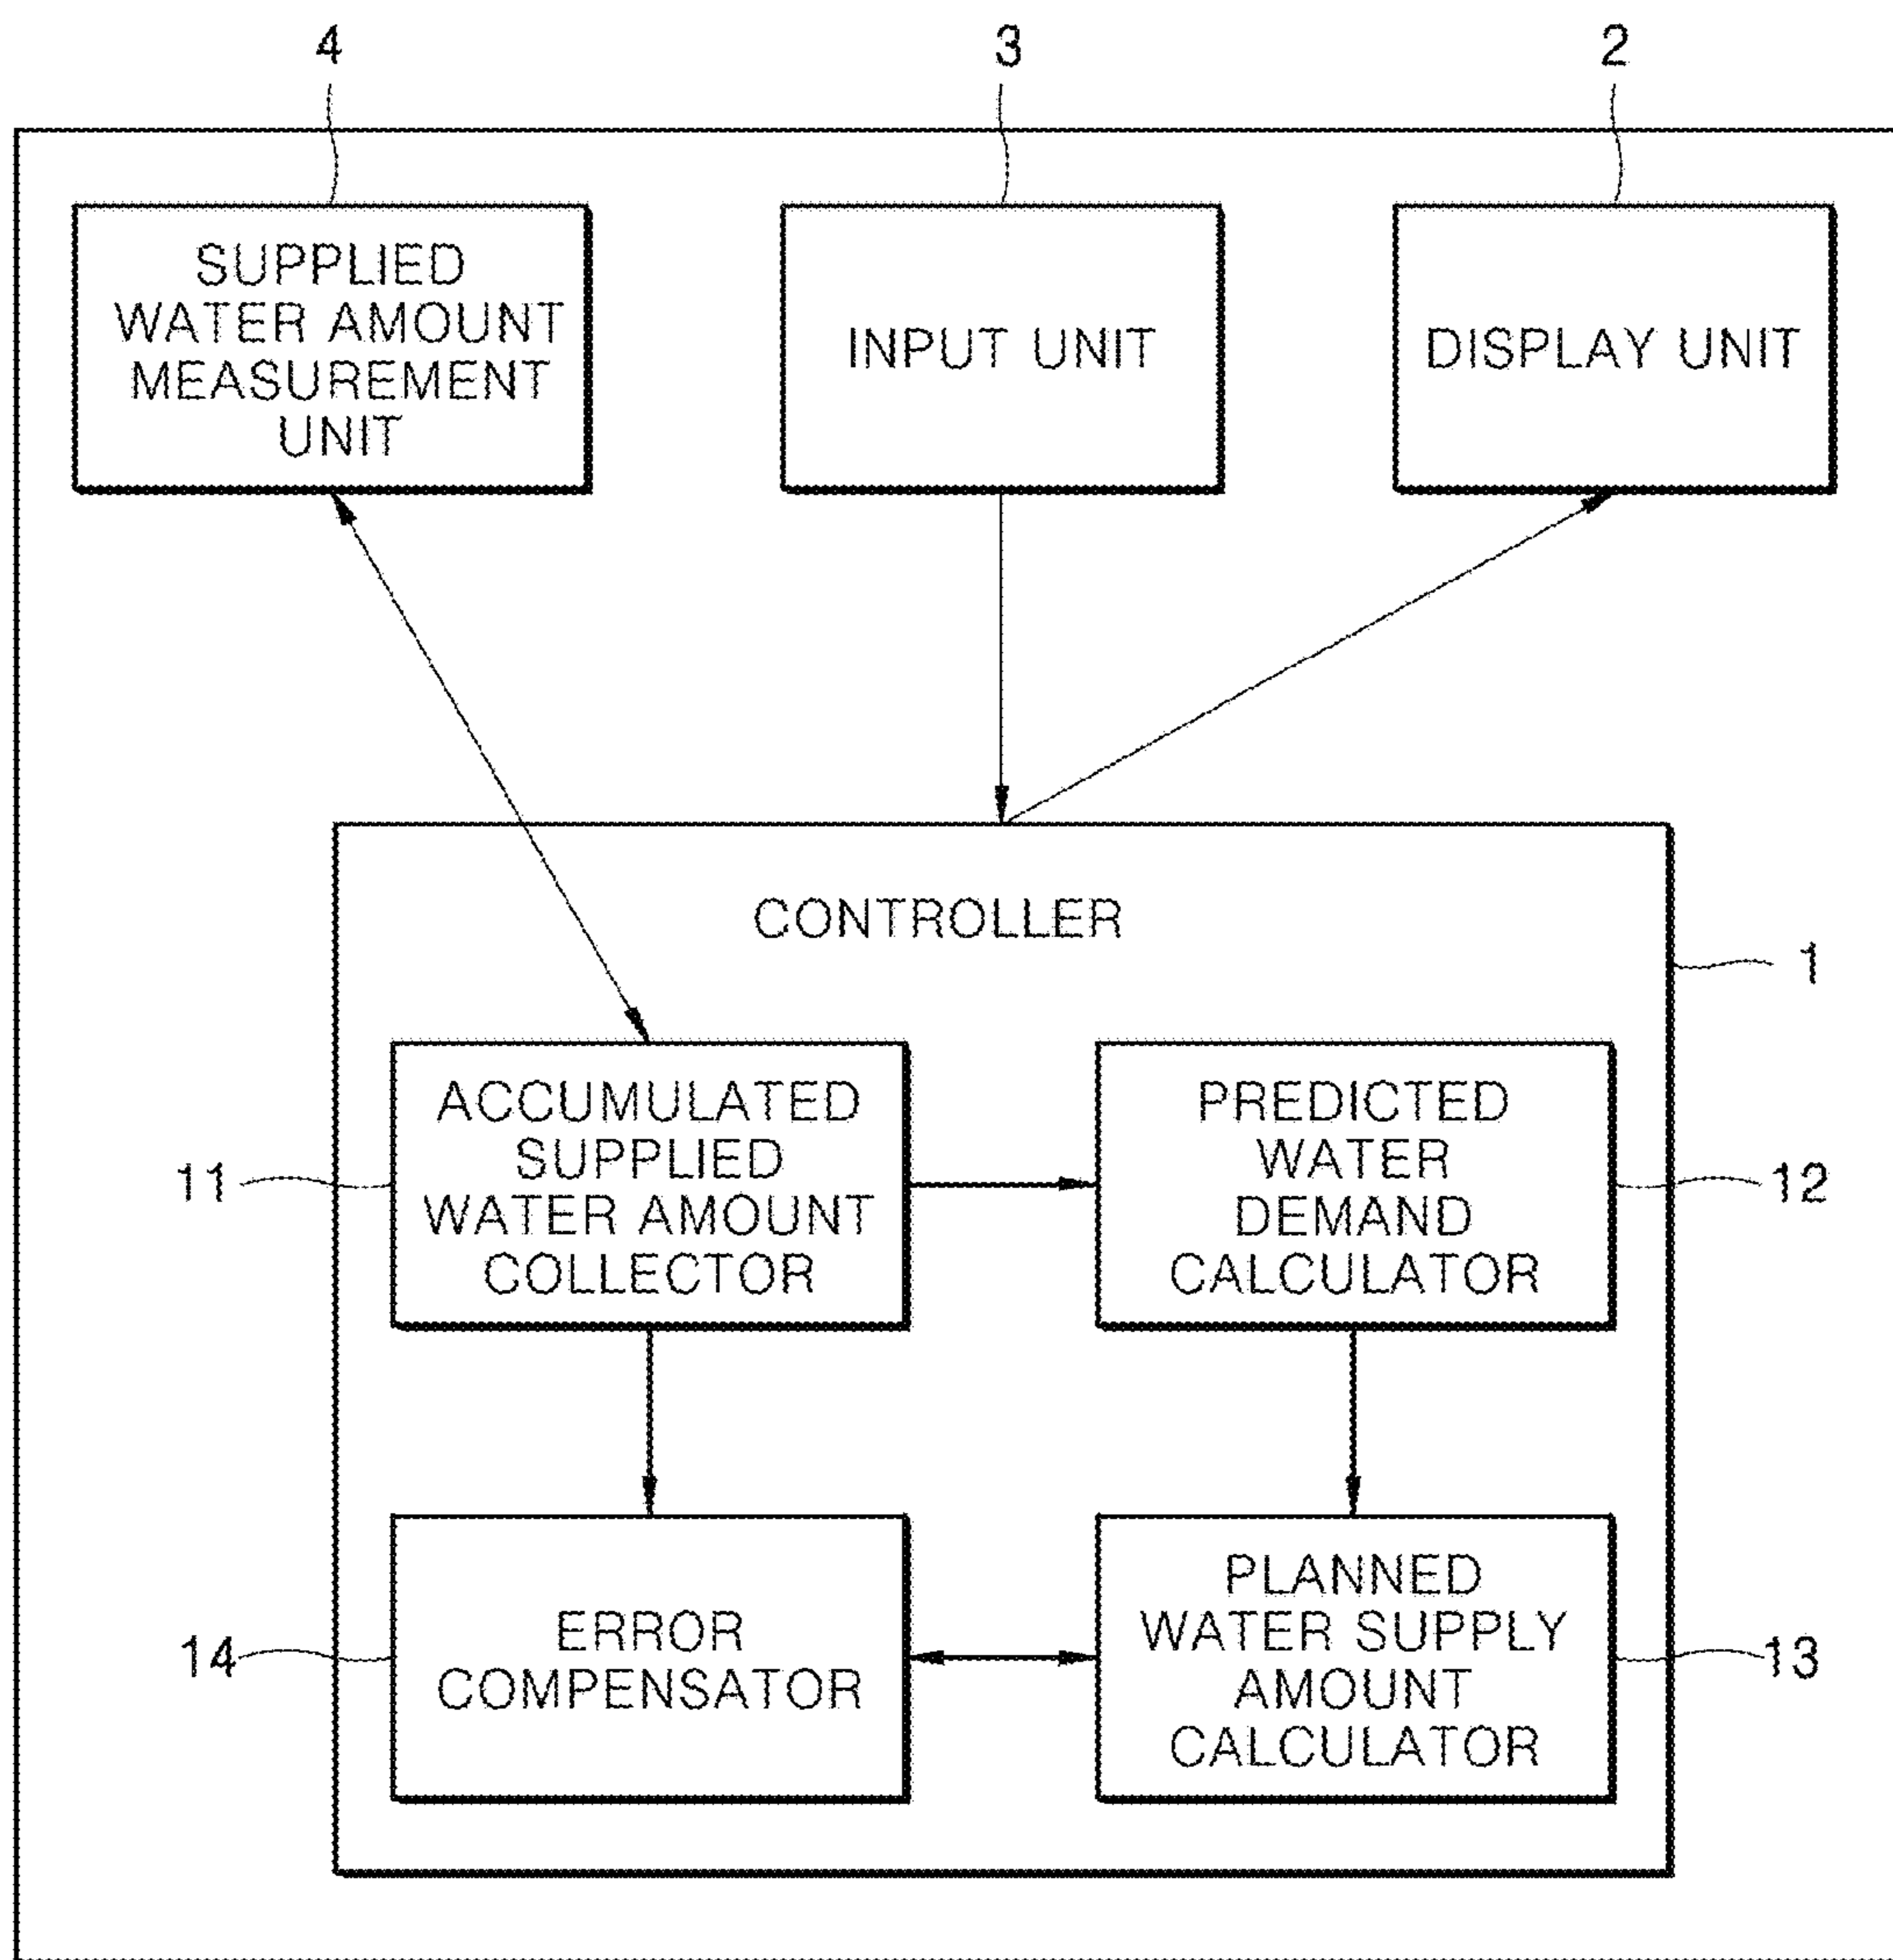 4
3
2
SUPPLIED
WATER AMOUNT
MEASUREMENT
UNIT
INPUT UNIT
DISPLAY UNIT
CONTROLLER
1
11
ACCUMULATED
SUPPLIED
WATER AMOUNT
COLLECTOR
PREDICTED
WATER
DEMAND
CALCULATOR
12
14
ERROR
COMPENSATOR
PLANNED
WATER SUPPLY
AMOUNT
CALCULATOR
13